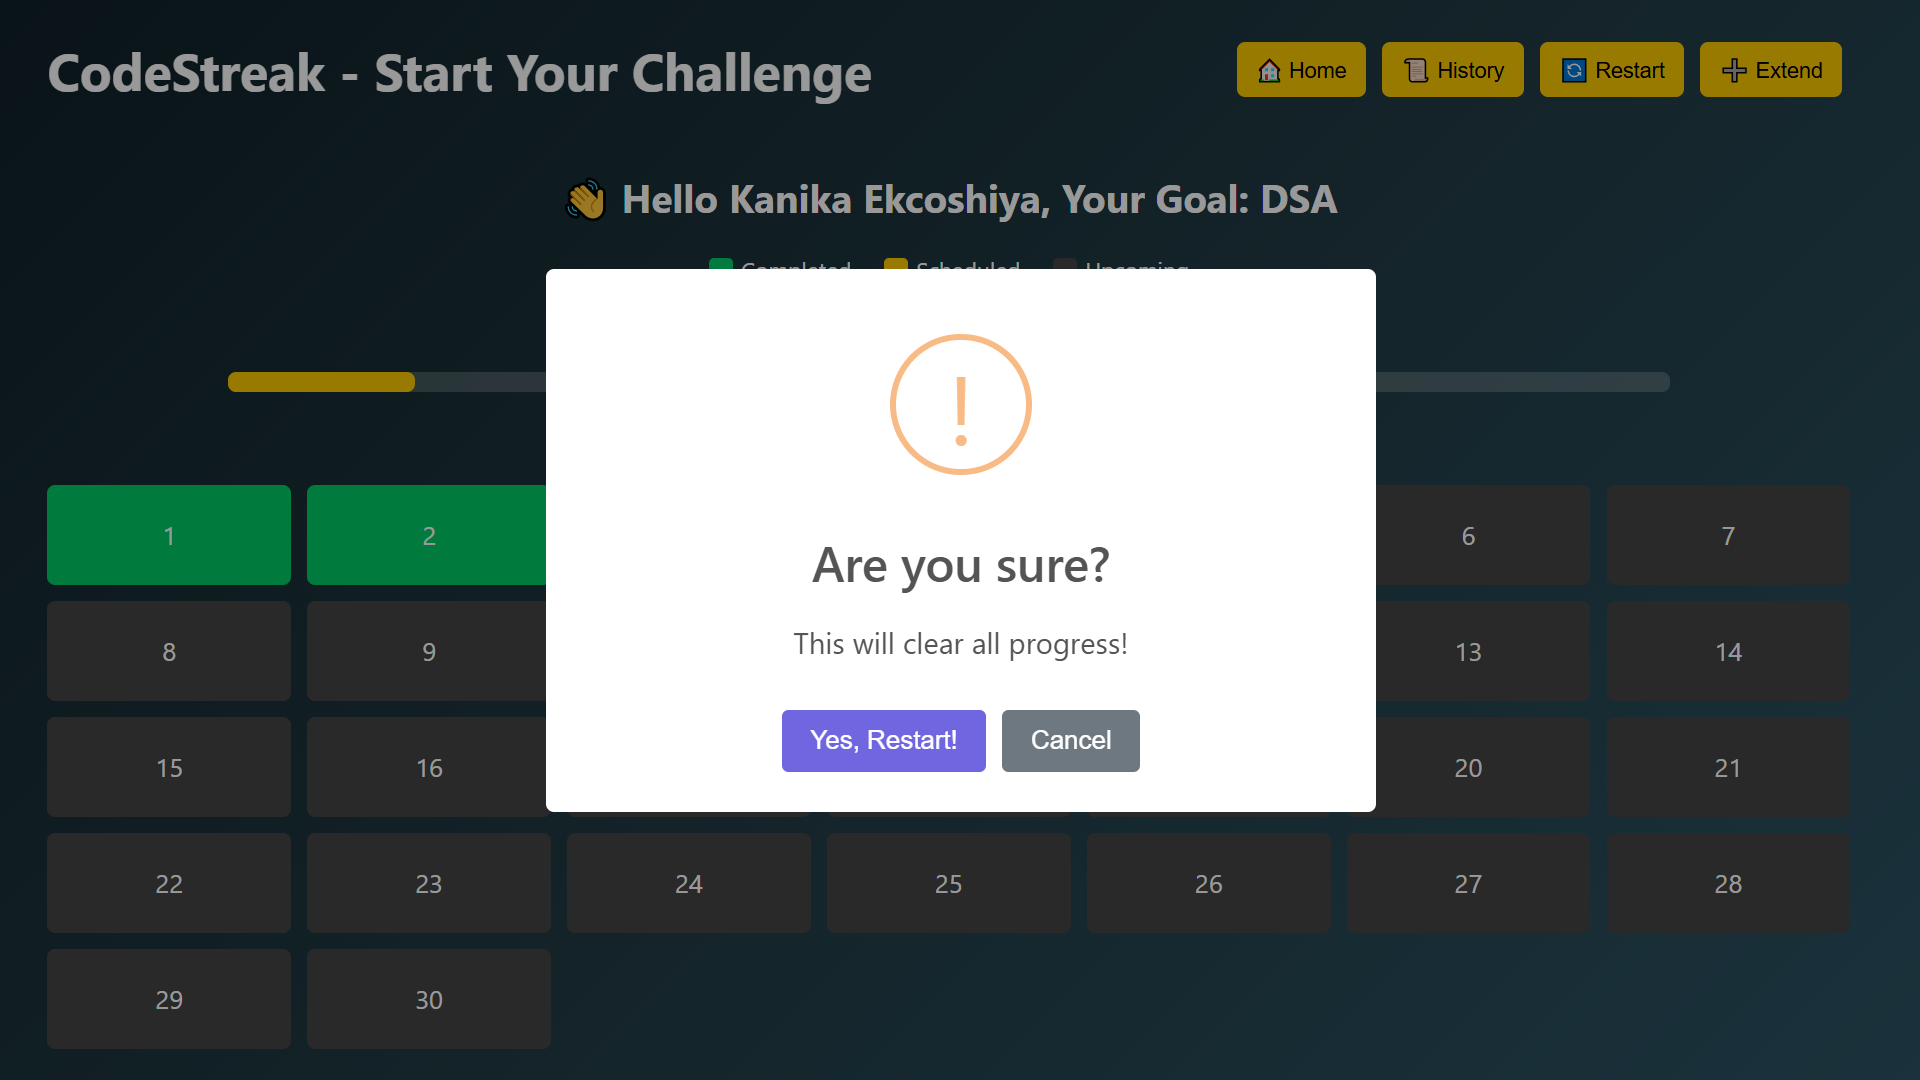 CodeStreak - Start Your Challenge
Home
History
Restart
Extend
Hello Kanika Ekcoshiya, Your Goal: DSA
Completed Scheduled Upcoming
!
Are you sure?
This will clear all progress!
Yes, Restart!
Cancel
1 2 6 7
8 9 13 14
15 16 20 21
22 23 24 25 26 27 28
29 30